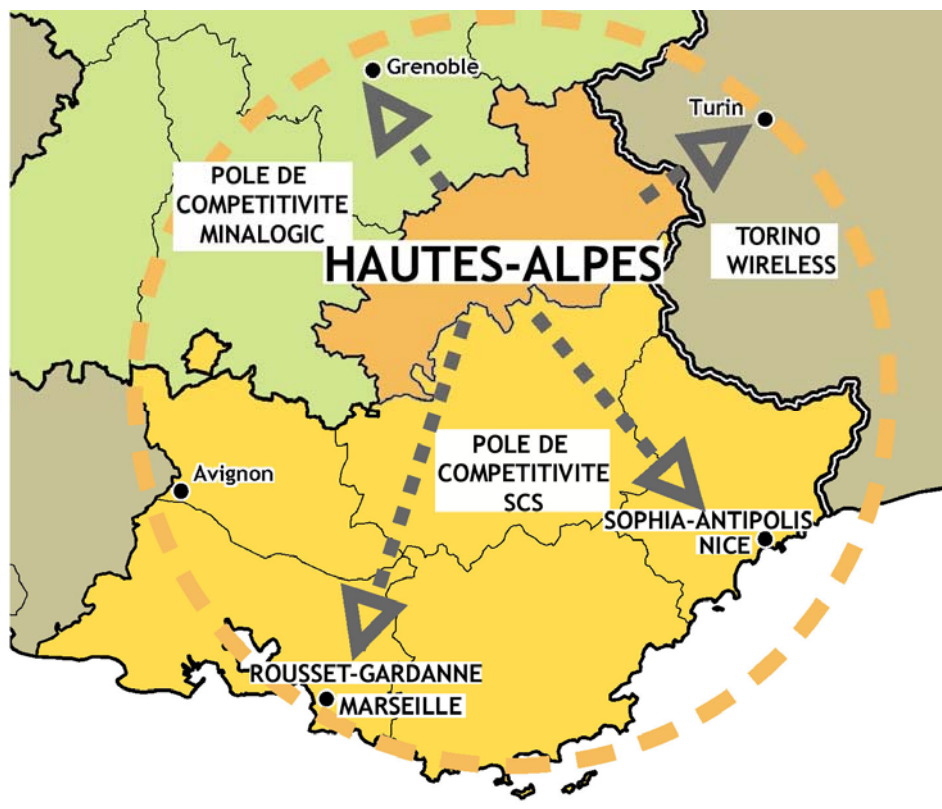 Grenoble
Turin
POLE DE
COMPETITIVITE
MINALOGIC
TORINO
WIRELESS
HAUTES-ALPES
POLE DE
COMPETITIVITE
SCS
Avignon
SOPHIA-ANTIPOLIS
NICE
ROUSSET-GARDANNE
MARSEILLE